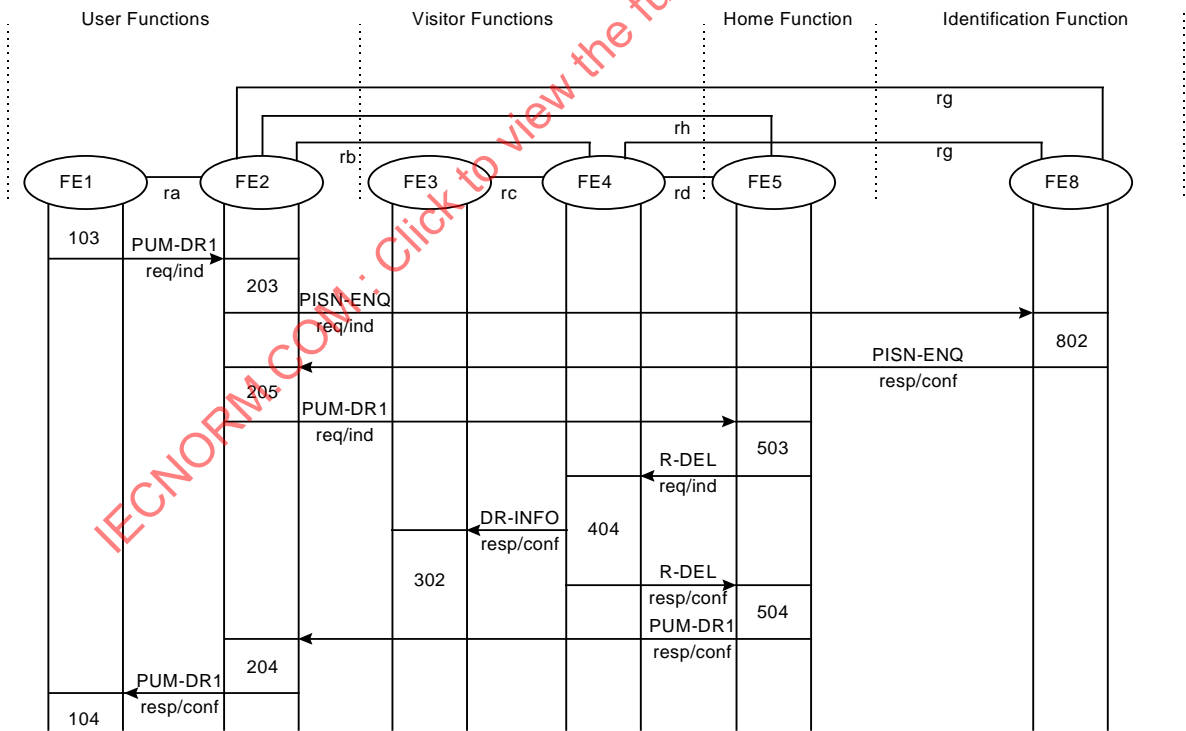 User Functions
Visitor Functions
Home Function
Identification Function
rg
rh
rb
rg
FE1
ra
FE2
FE3
rc
FE4
rd
FE5
FE8
103
PUM-DR1
req/ind
203
PISN-ENQ
req/ind
802
PISN-ENQ
resp/conf
205
PUM-DR1
req/ind
503
R-DEL
req/ind
DR-INFO
resp/conf
404
302
R-DEL
resp/conf
504
PUM-DR1
resp/conf
204
PUM-DR1
resp/conf
104
IECNORM.COM : Click to view the